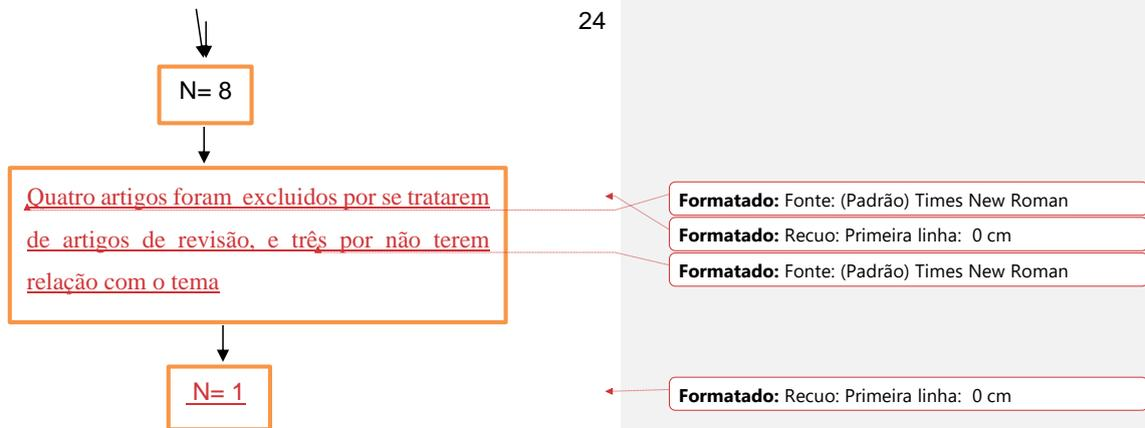 24
N= 8
Quatro artigos foram excluidos por se tratarem
de artigos de revisão, e três por não terem
relação com o tema
N= 1
Formatado: Fonte: (Padrão) Times New Roman
Formatado: Recuo: Primeira linha: 0 cm
Formatado: Fonte: (Padrão) Times New Roman
Formatado: Recuo: Primeira linha: 0 cm